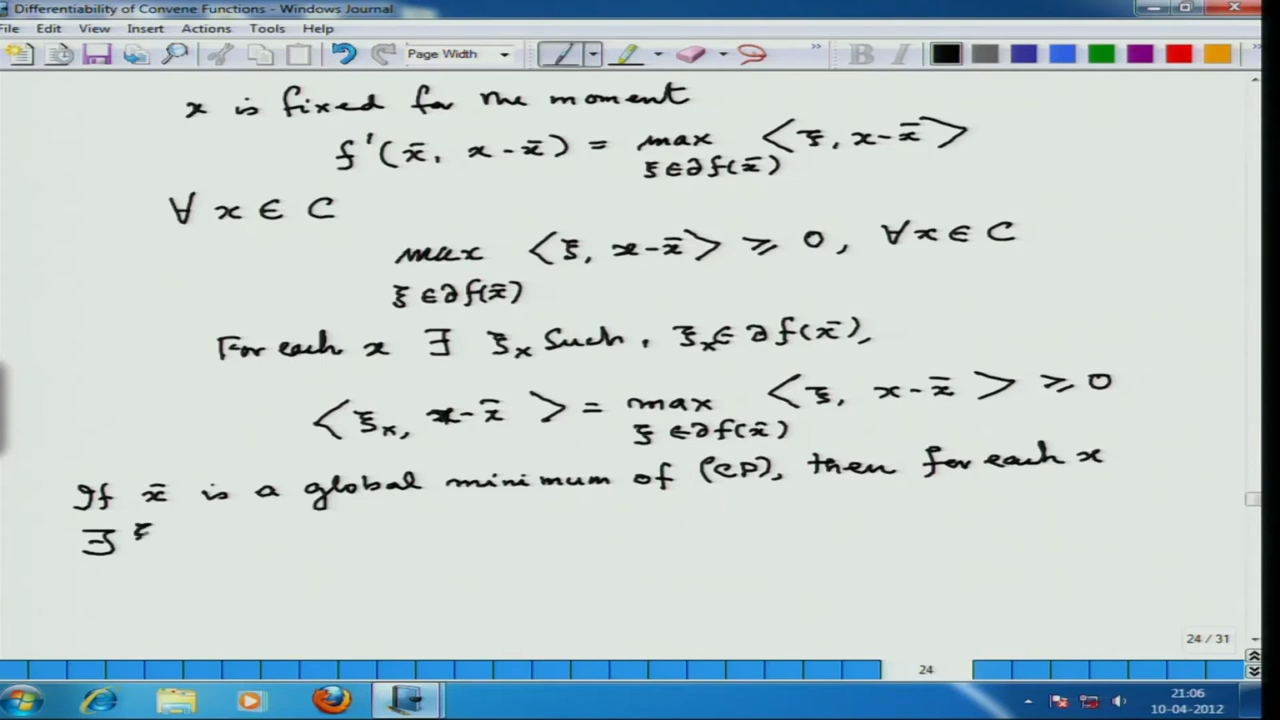 Differentiability of Convene Functions - Windows Journal
File Edit View Insert Actions Tools Help
Page Width
x is fixed for the moment
f'(x̄, x-x̄) = max ⟨ξ, x-x̄⟩
ξ∈∂f(x̄)
∀ x ∈ C
max ⟨ξ, x-x̄⟩ ≥ 0, ∀x∈ C
ξ∈∂f(x̄)
For each x ∃ ξₓ Such, ξₓ∈ ∂f(x̄),
⟨ξₓ, x-x̄⟩ = max ⟨ξ, x-x̄⟩ ≥ 0
ξ∈∂f(x̄)
If x̄ is a global minimum of (CP), then for each x
∃ ξ
24 / 31
24
21:06
10-04-2012